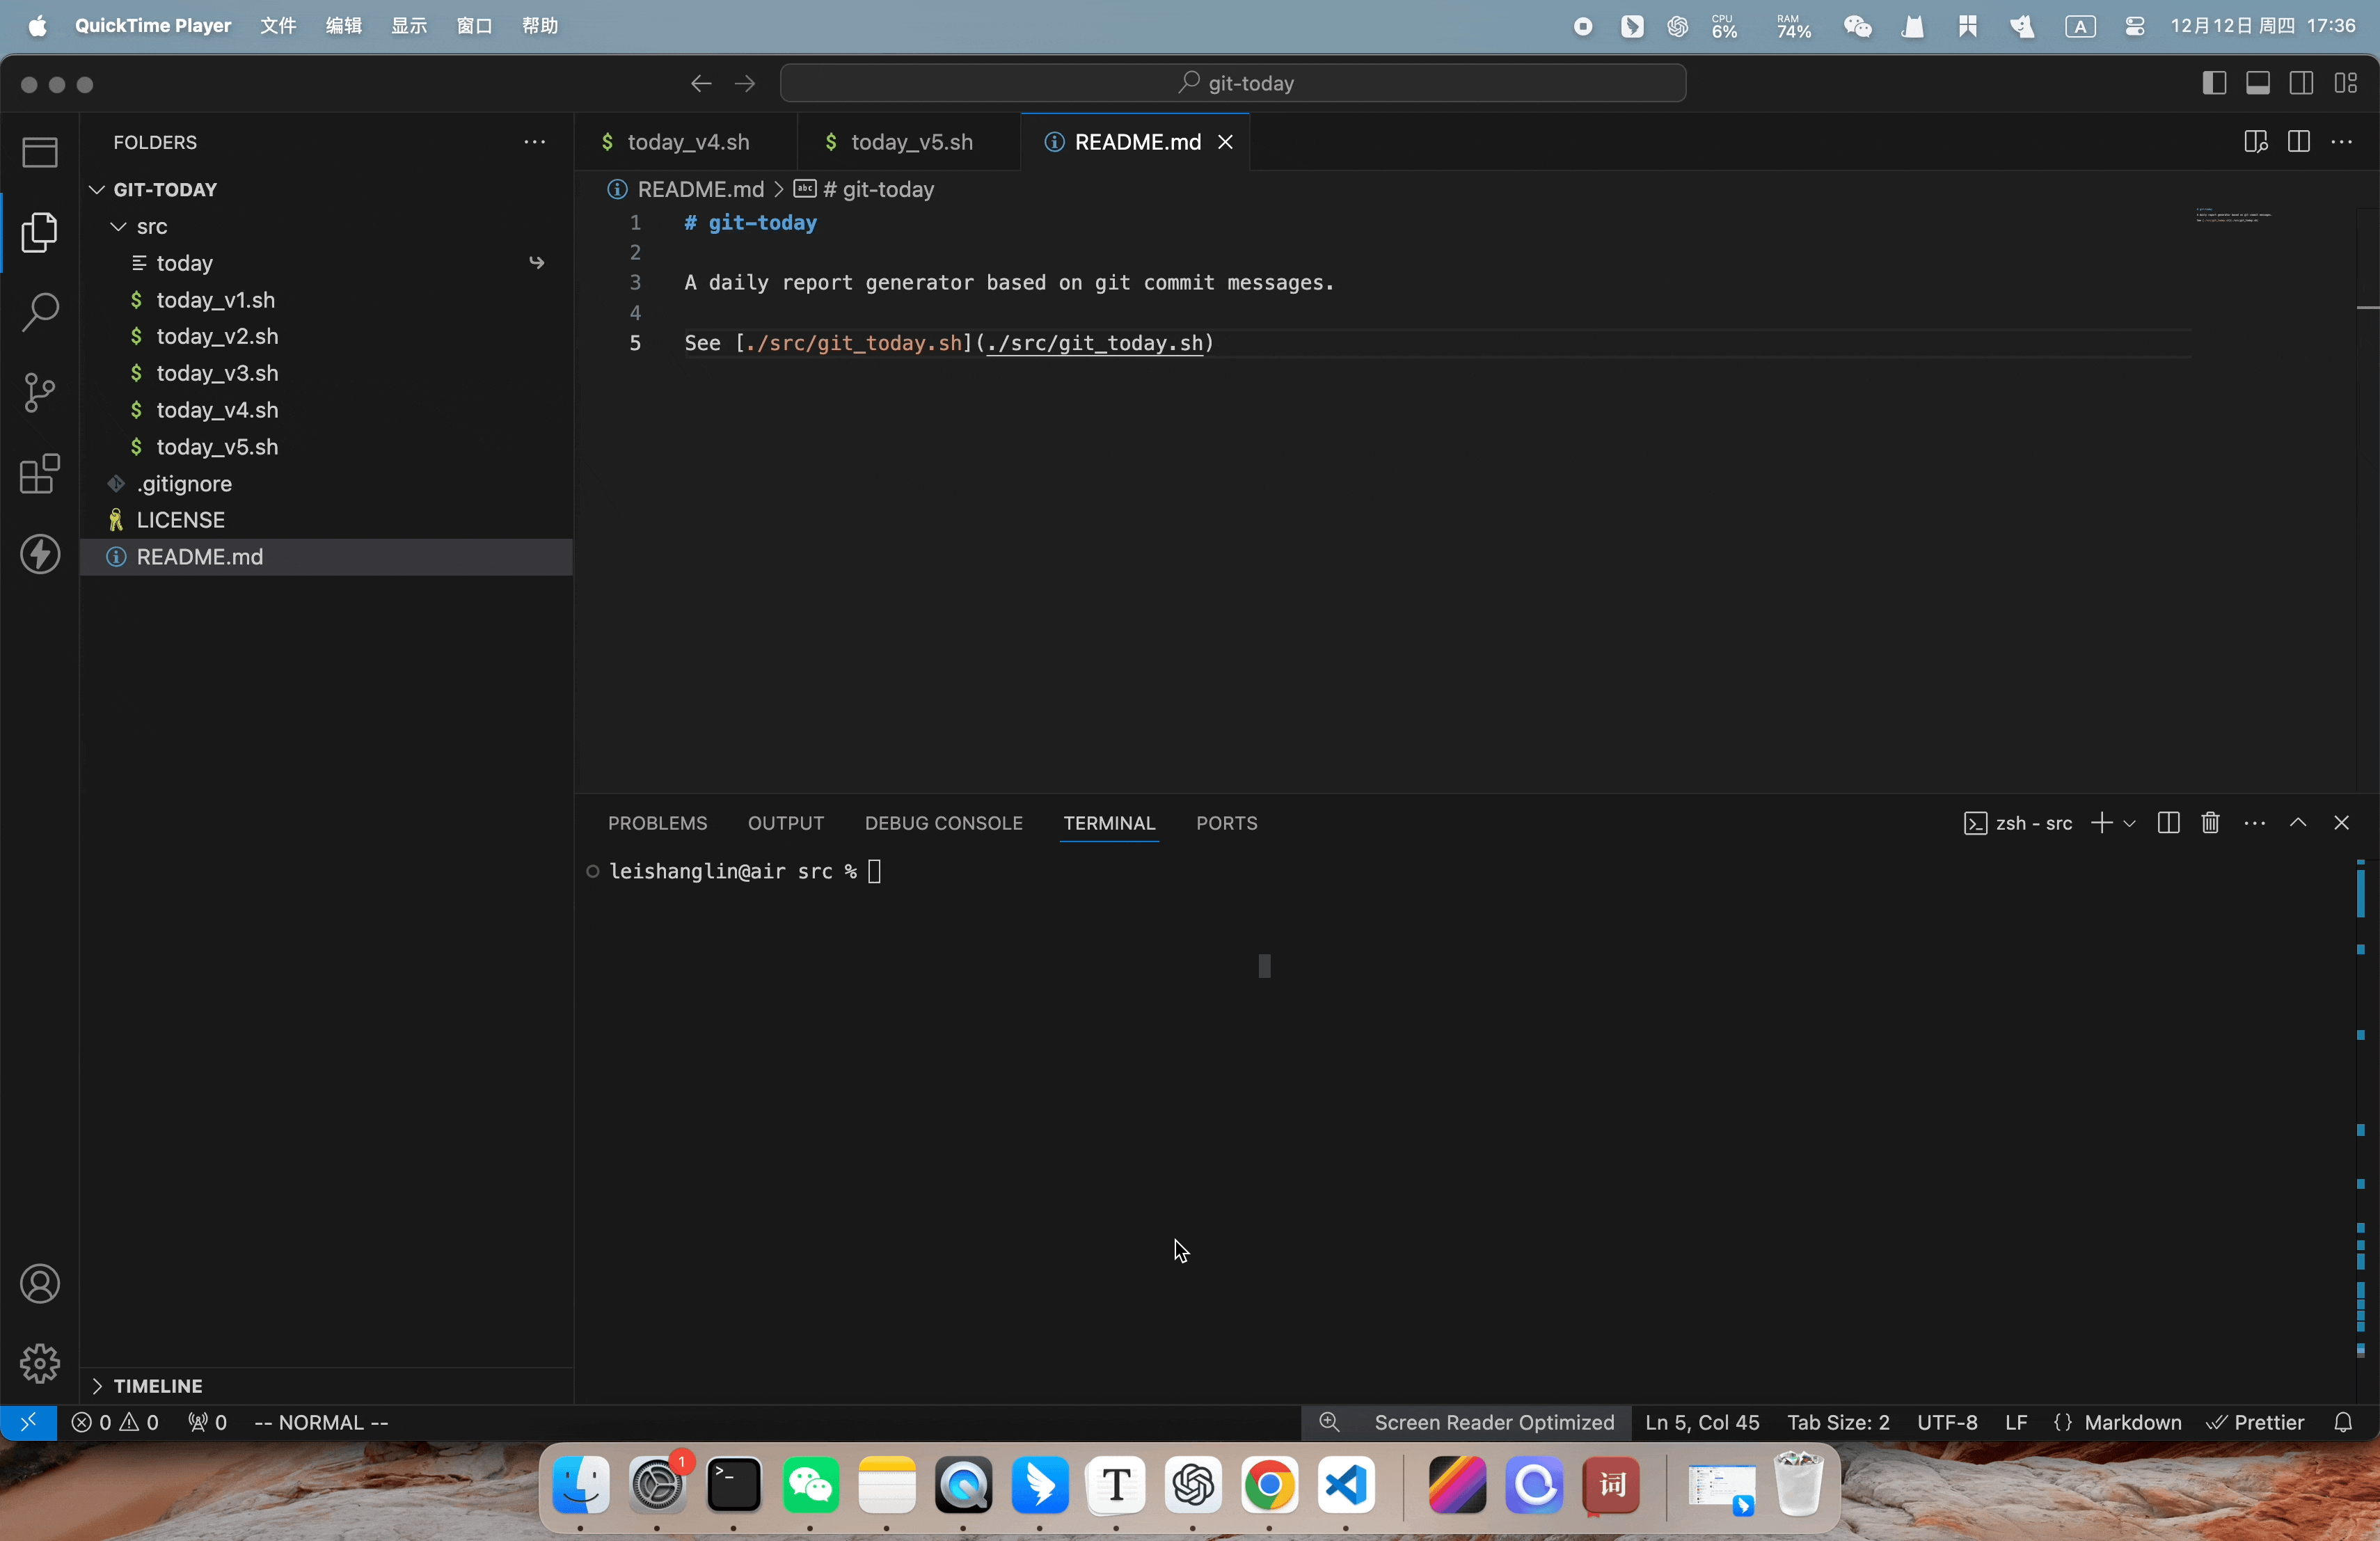 QuickTime Player 文件 编辑 显示 窗口 帮助 CPU 6% RAM 74% A 12月12日 周四 17:36
git-today
FOLDERS
GIT-TODAY
src
today
$ today_v1.sh
$ today_v2.sh
$ today_v3.sh
$ today_v4.sh
$ today_v5.sh
.gitignore
LICENSE
README.md
TIMELINE
$ today_v4.sh $ today_v5.sh README.md
README.md > abc # git-today
1 # git-today
2
3 A daily report generator based on git commit messages.
4
5 See [./src/git_today.sh](./src/git_today.sh)
PROBLEMS OUTPUT DEBUG CONSOLE TERMINAL PORTS zsh - src
leishanglin@air src %
0 0 0 -- NORMAL -- Screen Reader Optimized Ln 5, Col 45 Tab Size: 2 UTF-8 LF {} Markdown Prettier
1 >_ T 词